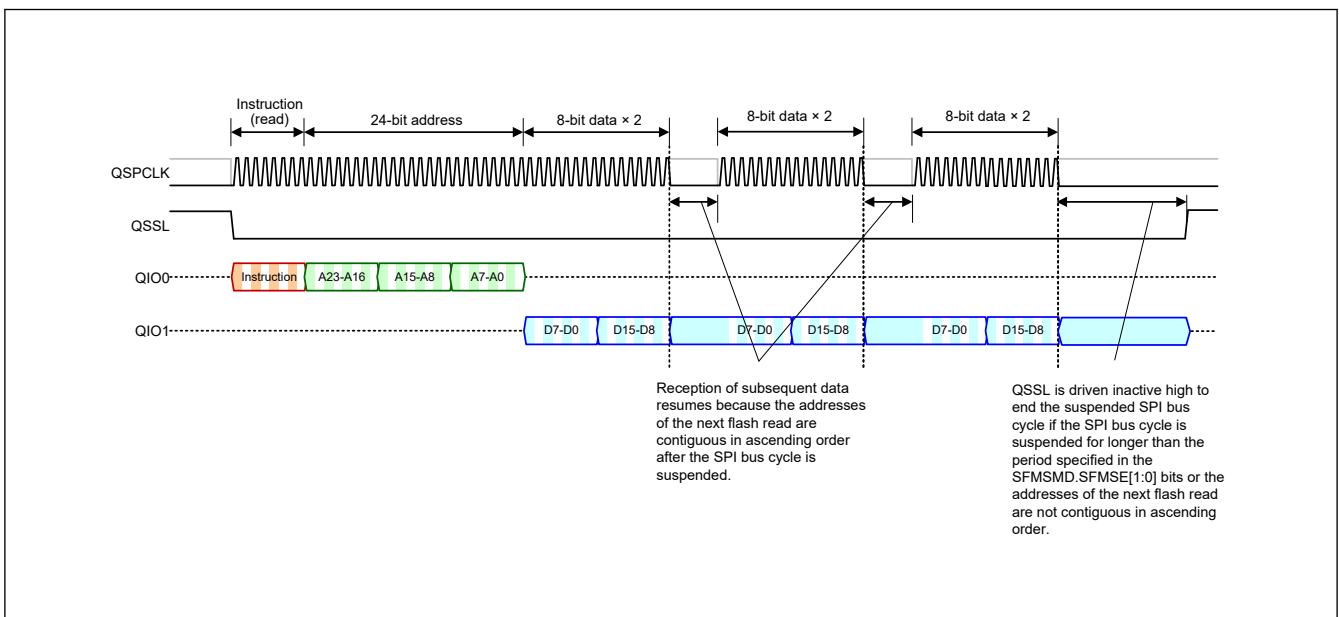 Instruction
(read)
24-bit address
8-bit data × 2
8-bit data × 2
8-bit data × 2
QSPCLK
QSSL
QIO0
Instruction
A23-A16
A15-A8
A7-A0
QIO1
D7-D0
D15-D8
D7-D0
D15-D8
D7-D0
D15-D8
Reception of subsequent data
resumes because the addresses
of the next flash read are
contiguous in ascending order
after the SPI bus cycle is
suspended.
QSSL is driven inactive high to
end the suspended SPI bus
cycle if the SPI bus cycle is
suspended for longer than the
period specified in the
SFMSMD.SFMSE[1:0] bits or the
addresses of the next flash read
are not contiguous in ascending
order.